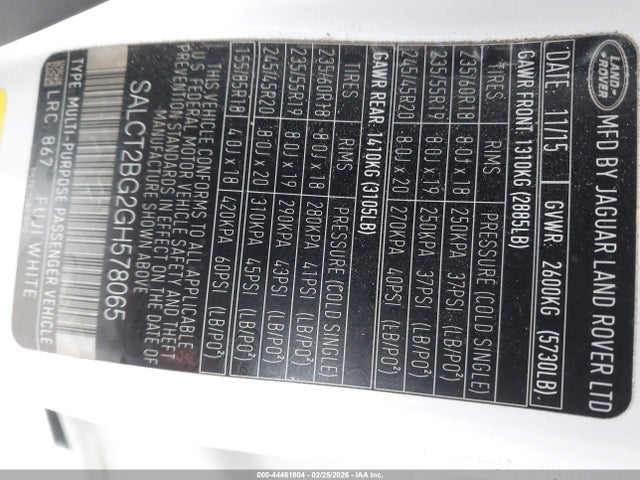 LAND-
ROVER
MFD BY JAGUAR LAND ROVER LTD
DATE: 11/15 GVWR: 2600KG (5730LB)
GAWR FRONT: 1310KG (2885LB)
TIRES RIMS PRESSURE (COLD SINGLE)
235/60R18 8.0J x 18 250KPA 37PSI (LB/PO²)
235/55R19 8.0J x 19 250KPA 37PSI (LB/PO²)
245/45R20 8.0J x 20 270KPA 40PSI (LB/PO²)
GAWR REAR: 1410KG (3105LB)
TIRES RIMS PRESSURE (COLD SINGLE)
235/60R18 8.0J x 18 280KPA 41PSI (LB/PO²)
235/55R19 8.0J x 19 290KPA 43PSI (LB/PO²)
245/45R20 8.0J x 20 310KPA 45PSI (LB/PO²)
155/85R18 4.0J x 18 420KPA 60PSI (LB/PO²)
THIS VEHICLE CONFORMS TO ALL APPLICABLE
U.S FEDERAL MOTOR VEHICLE SAFETY AND THEFT
PREVENTION STANDARDS IN EFFECT ON THE DATE OF
MANUFACTURE SHOWN ABOVE
SALCT2BG2GH578065
TYPE: MULTI-PURPOSE PASSENGER VEHICLE
LRC 867 FUJI WHITE
000-44461804 - 02/25/2026 - IAAI.COM